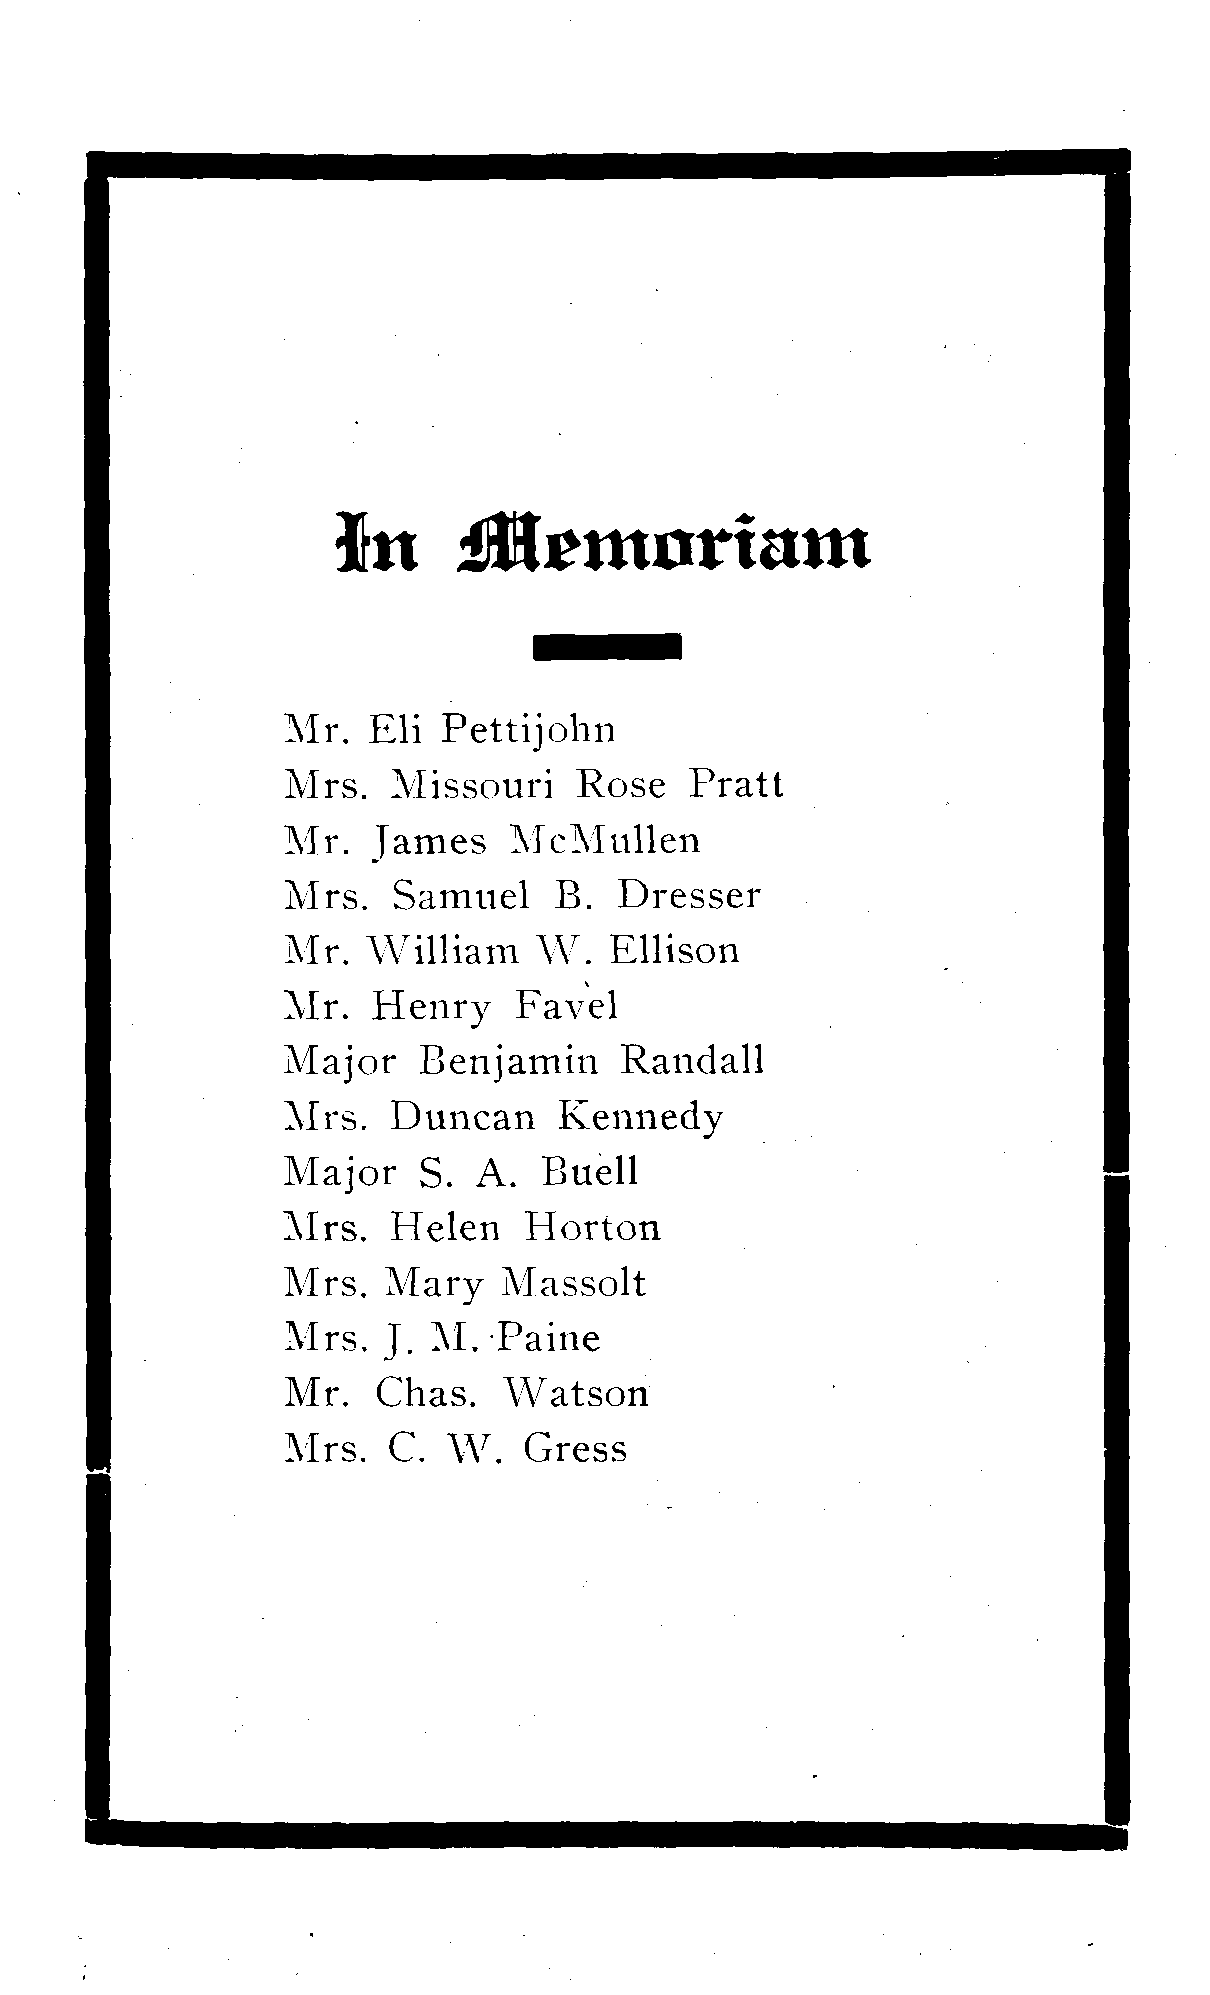 In Memoriam
Mr. Eli Pettijohn
Mrs. Missouri Rose Pratt
Mr. James McMullen
Mrs. Samuel B. Dresser
Mr. William W. Ellison
Mr. Henry Favel
Major Benjamin Randall
Mrs. Duncan Kennedy
Major S. A. Buell
Mrs. Helen Horton
Mrs. Mary Massolt
Mrs. J. M. Paine
Mr. Chas. Watson
Mrs. C. W. Gress